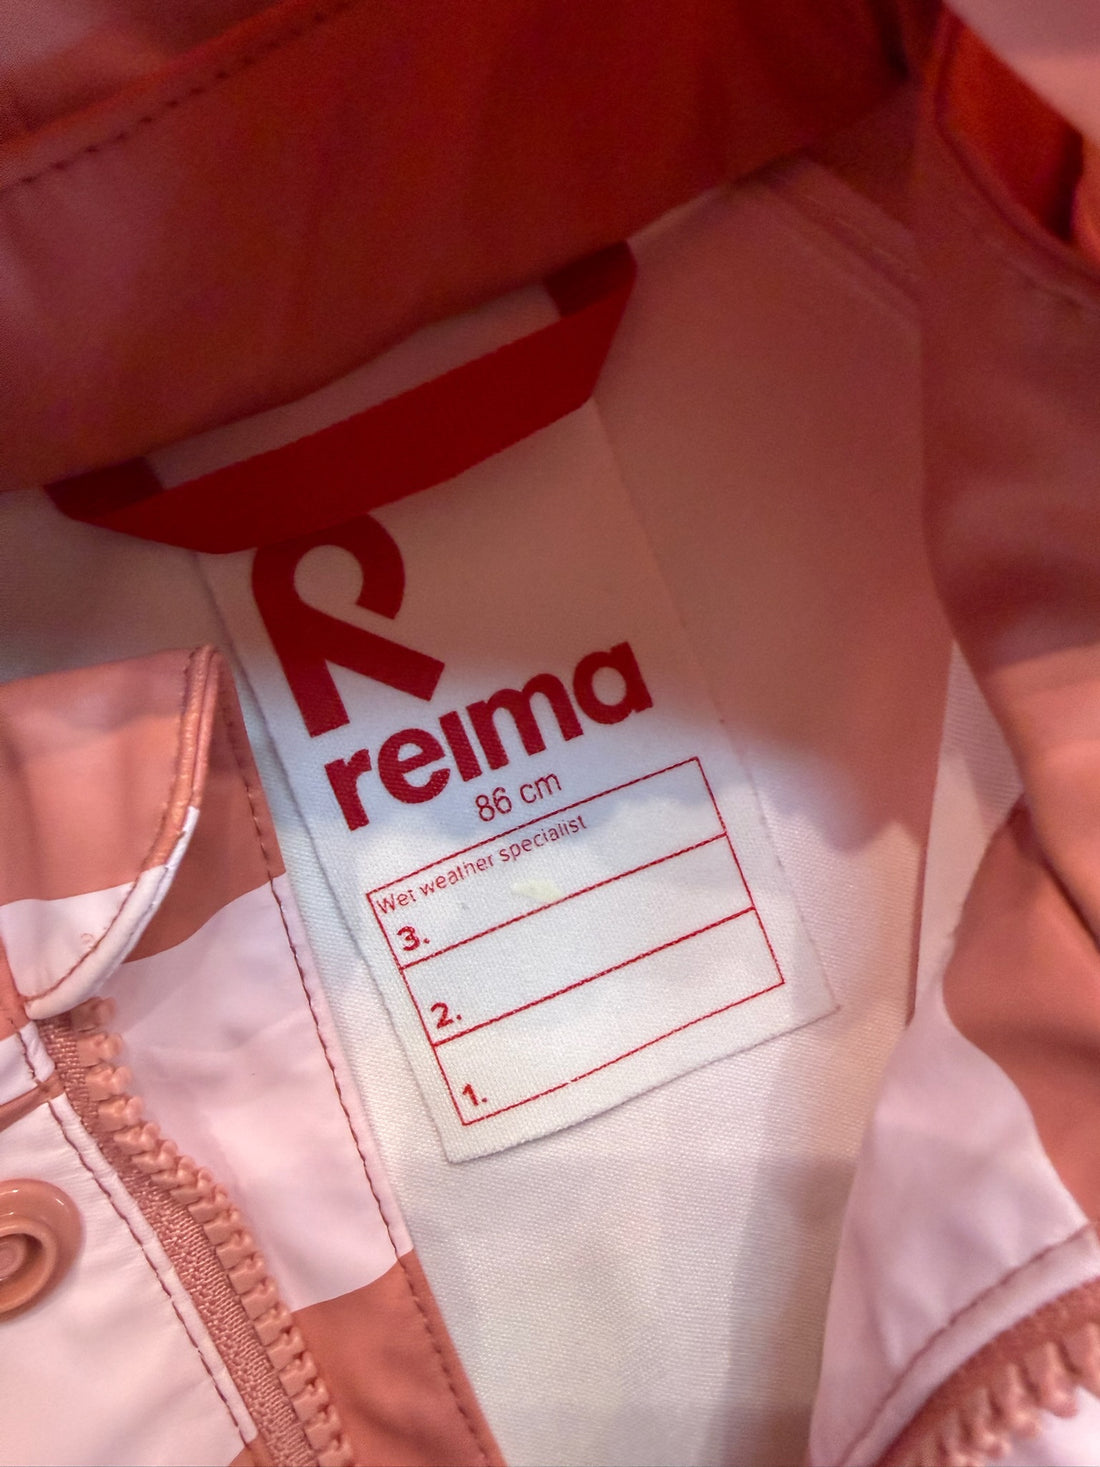 reima
86 cm
Wet weather specialist
3.
2.
1.